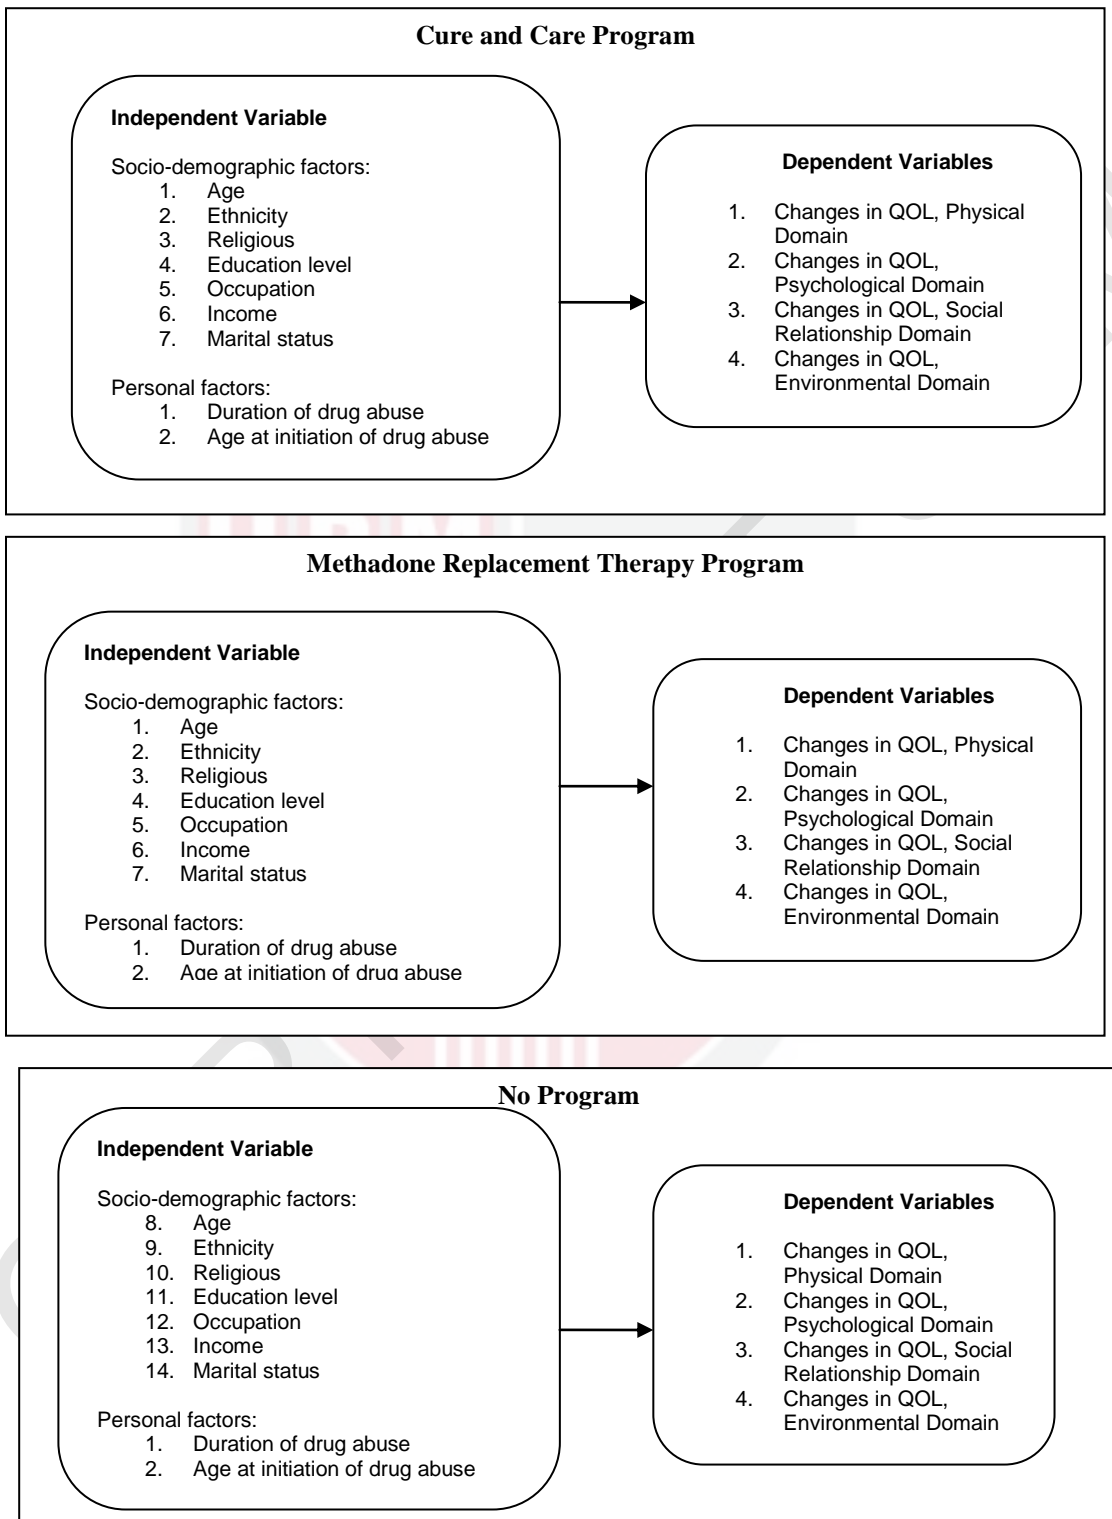 Cure and Care Program
Independent Variable
Socio-demographic factors:
1. Age
2. Ethnicity
3. Religious
4. Education level
5. Occupation
6. Income
7. Marital status
Personal factors:
1. Duration of drug abuse
2. Age at initiation of drug abuse
Dependent Variables
1. Changes in QOL, Physical
Domain
2. Changes in QOL,
Psychological Domain
3. Changes in QOL, Social
Relationship Domain
4. Changes in QOL,
Environmental Domain
Methadone Replacement Therapy Program
Independent Variable
Socio-demographic factors:
1. Age
2. Ethnicity
3. Religious
4. Education level
5. Occupation
6. Income
7. Marital status
Personal factors:
1. Duration of drug abuse
2. Age at initiation of drug abuse
Dependent Variables
1. Changes in QOL, Physical
Domain
2. Changes in QOL,
Psychological Domain
3. Changes in QOL, Social
Relationship Domain
4. Changes in QOL,
Environmental Domain
No Program
Independent Variable
Socio-demographic factors:
8. Age
9. Ethnicity
10. Religious
11. Education level
12. Occupation
13. Income
14. Marital status
Personal factors:
1. Duration of drug abuse
2. Age at initiation of drug abuse
Dependent Variables
1. Changes in QOL,
Physical Domain
2. Changes in QOL,
Psychological Domain
3. Changes in QOL, Social
Relationship Domain
4. Changes in QOL,
Environmental Domain